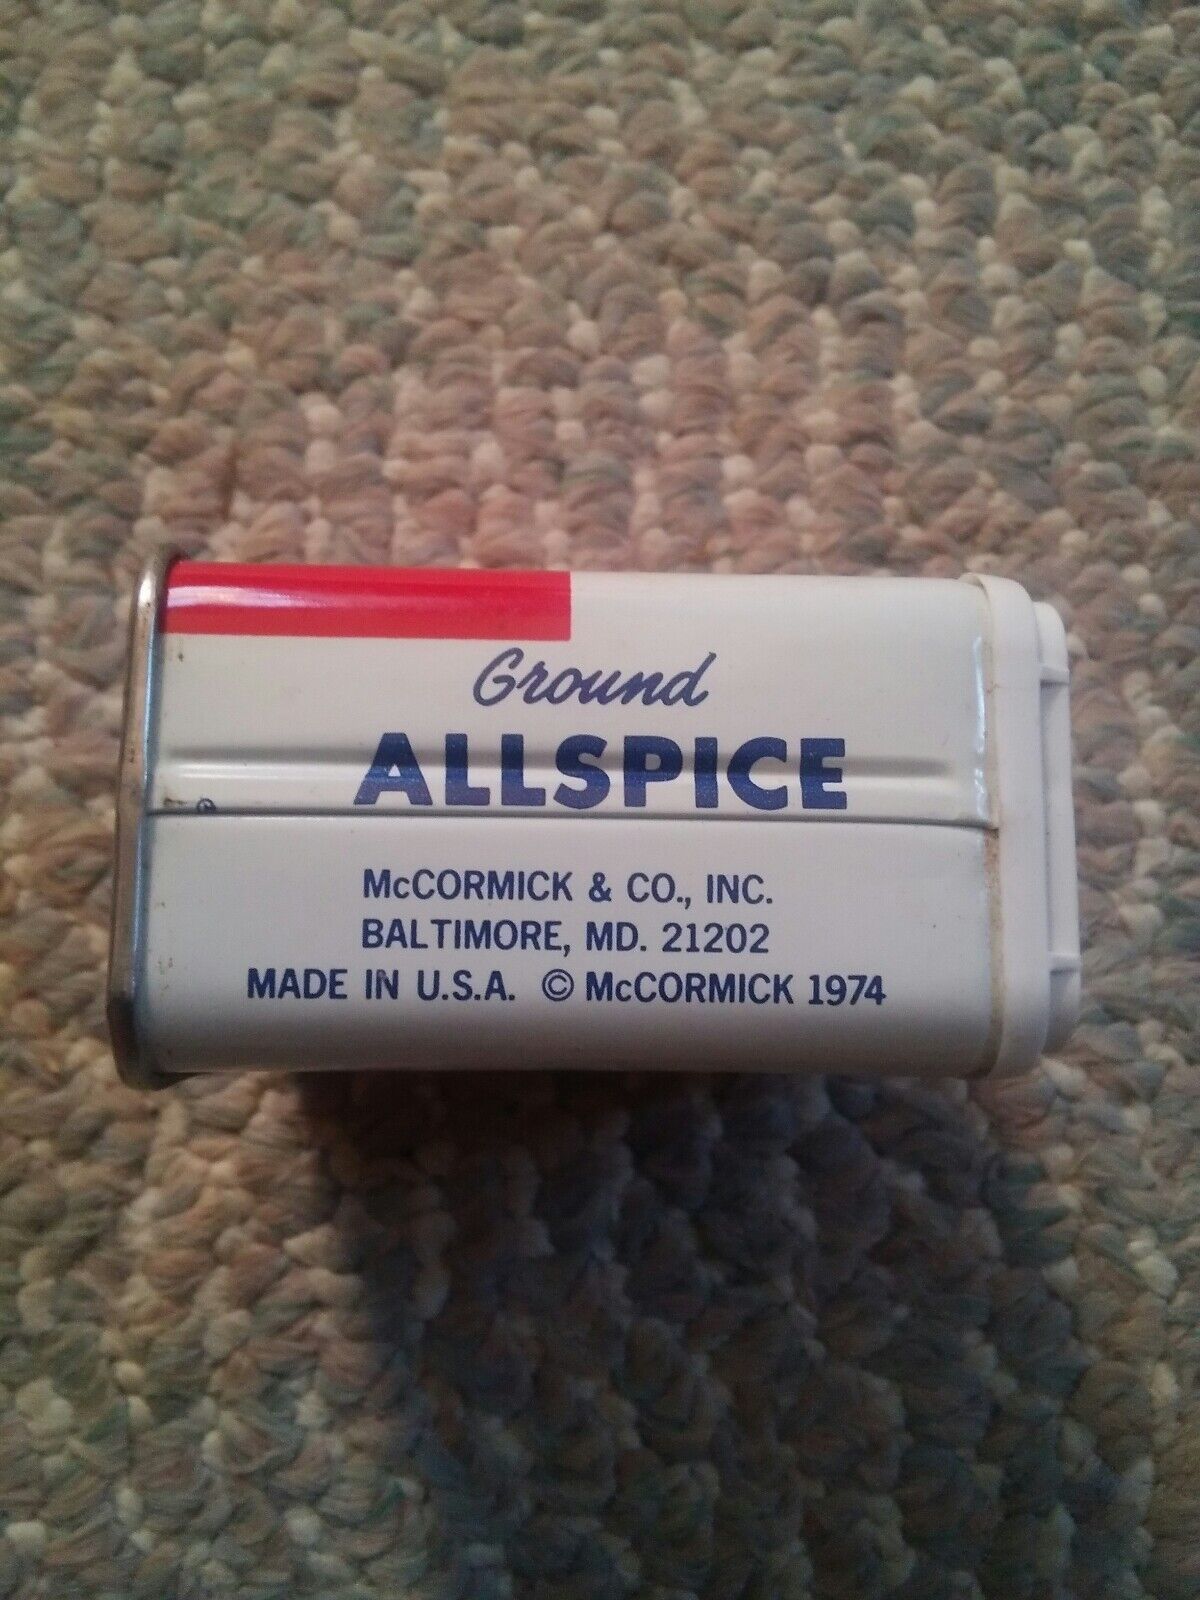 Ground
ALLSPICE
McCORMICK & CO., INC.
BALTIMORE, MD. 21202
MADE IN U.S.A. © McCORMICK 1974